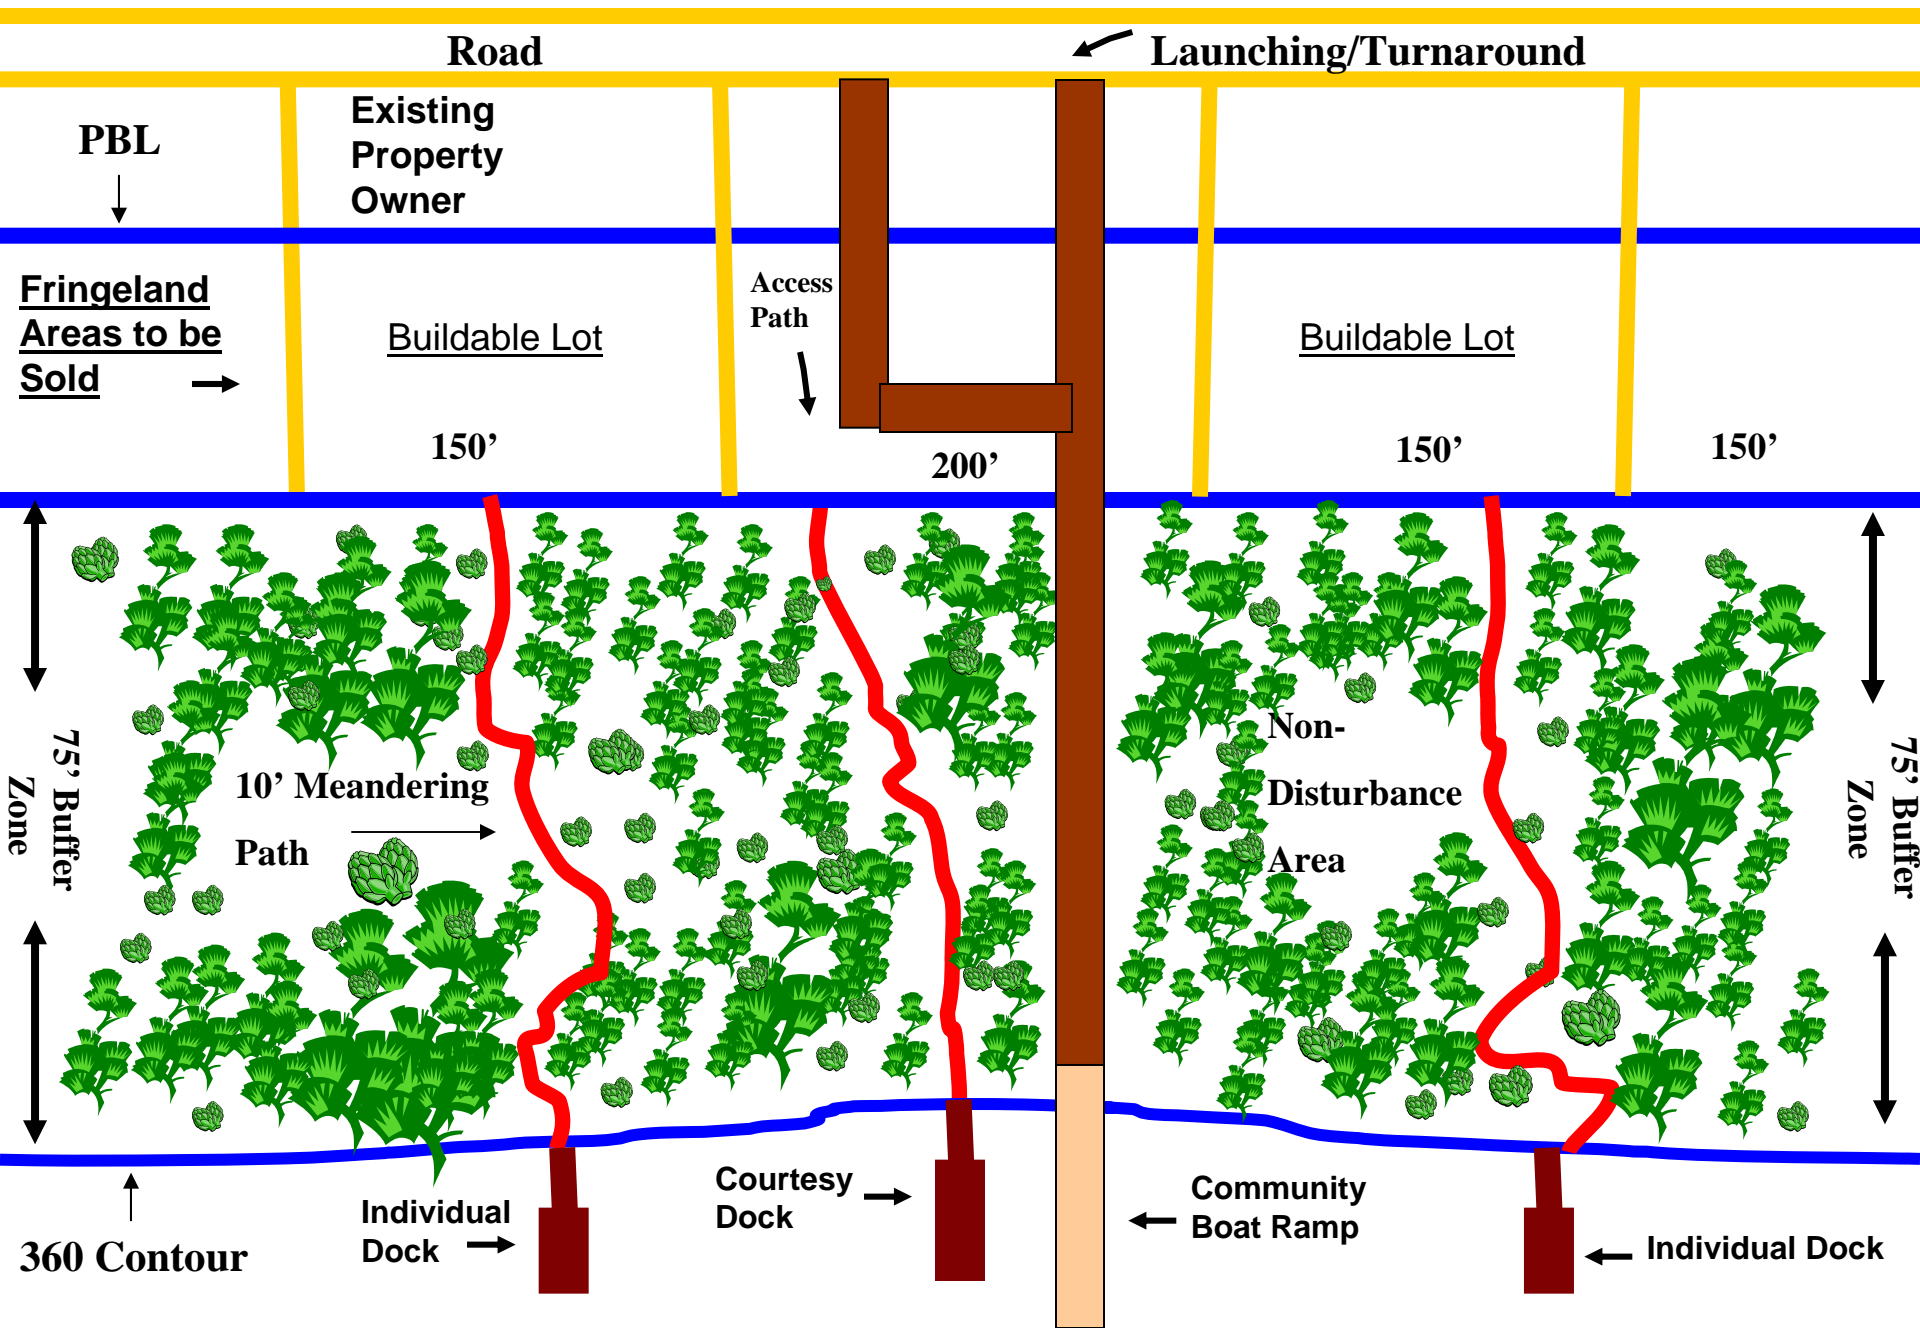 Road
Launching/Turnaround
PBL
Existing
Property
Owner
Fringeland
Areas to be
Sold
Buildable Lot
Access
Path
Buildable Lot
150’
200’
150’
150’
75’ Buffer
Zone
10’ Meandering
Path
Non-
Disturbance
Area
75’ Buffer
Zone
360 Contour
Individual
Dock
Courtesy
Dock
Community
Boat Ramp
Individual Dock